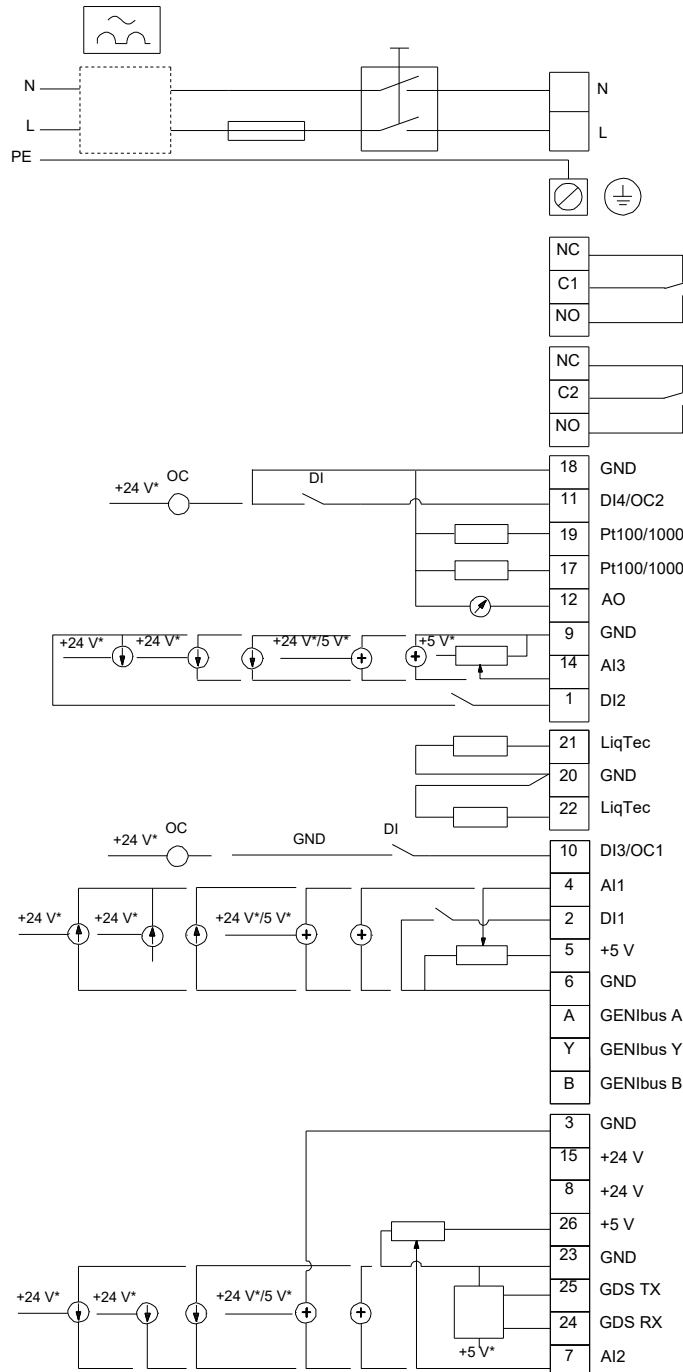 N N
L L
PE
NC
C1
NO
NC
C2
NO
18 GND
+24 V* OC DI 11 DI4/OC2
19 Pt100/1000
17 Pt100/1000
12 AO
9 GND
+24 V* +24 V* +24 V*/5 V* +5 V*
14 AI3
1 DI2
21 LiqTec
20 GND
22 LiqTec
+24 V* OC GND DI 10 DI3/OC1
4 AI1
+24 V* +24 V* +24 V*/5 V* 2 DI1
5 +5 V
6 GND
A GENIbus A
Y GENIbus Y
B GENIbus B
3 GND
15 +24 V
8 +24 V
26 +5 V
23 GND
25 GDS TX
+24 V* +24 V* +24 V*/5 V*
24 GDS RX
+5 V* 7 AI2